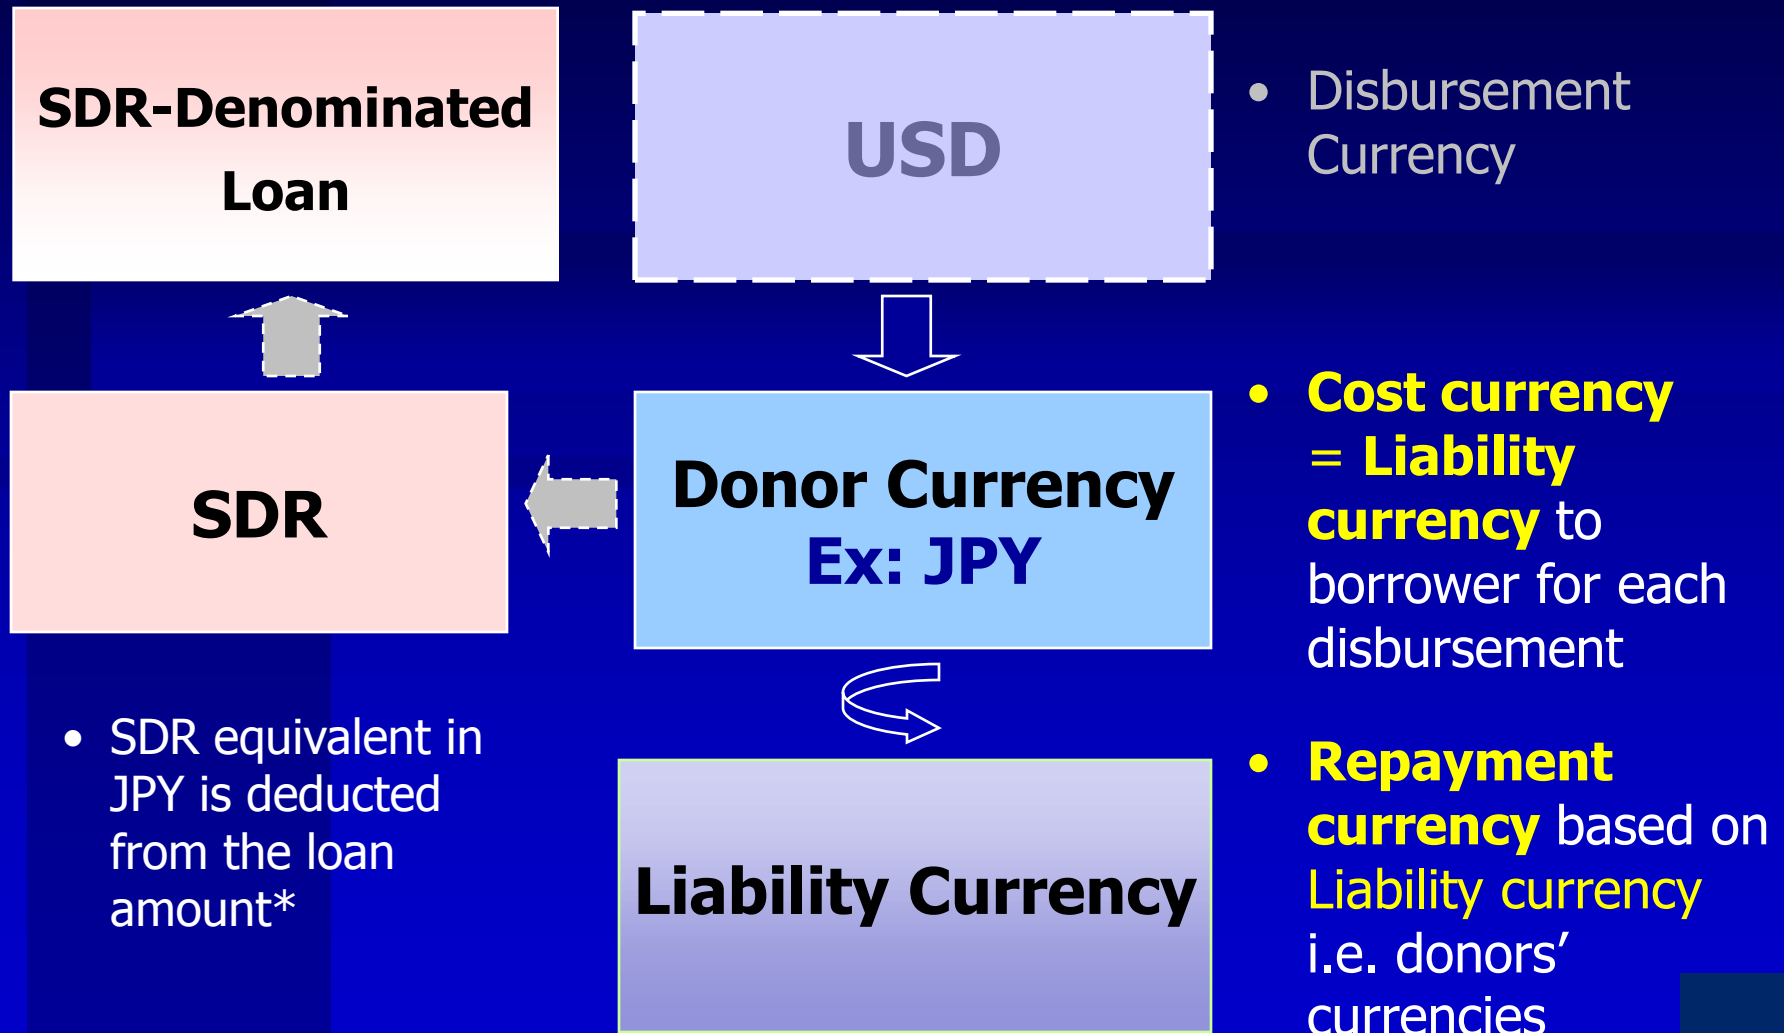 SDR-Denominated
Loan
USD
• Disbursement
Currency
SDR
Donor Currency
Ex: JPY
• Cost currency
= Liability
currency to
borrower for each
disbursement
• SDR equivalent in
JPY is deducted
from the loan
amount*
Liability Currency
• Repayment
currency based on
Liability currency
i.e. donors’
currencies